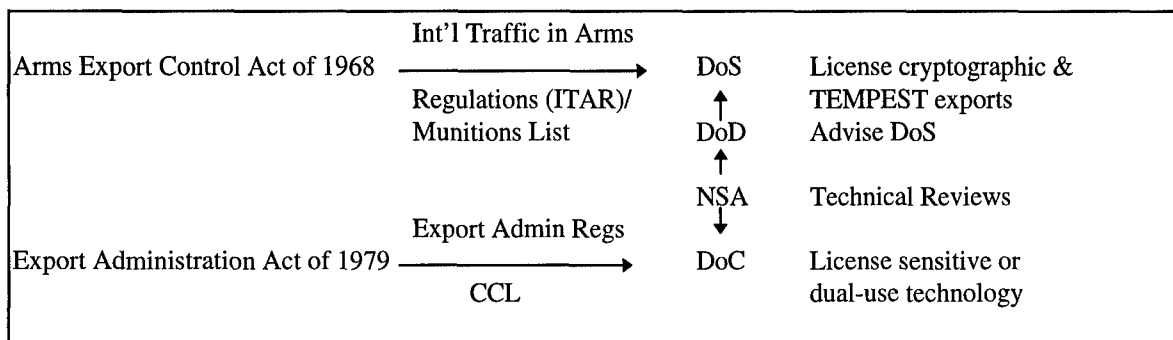 Int'l Traffic in Arms
Arms Export Control Act of 1968 DoS License cryptographic &
Regulations (ITAR)/ TEMPEST exports
Munitions List DoD Advise DoS
NSA Technical Reviews
Export Admin Regs
Export Administration Act of 1979 DoC License sensitive or
CCL dual-use technology